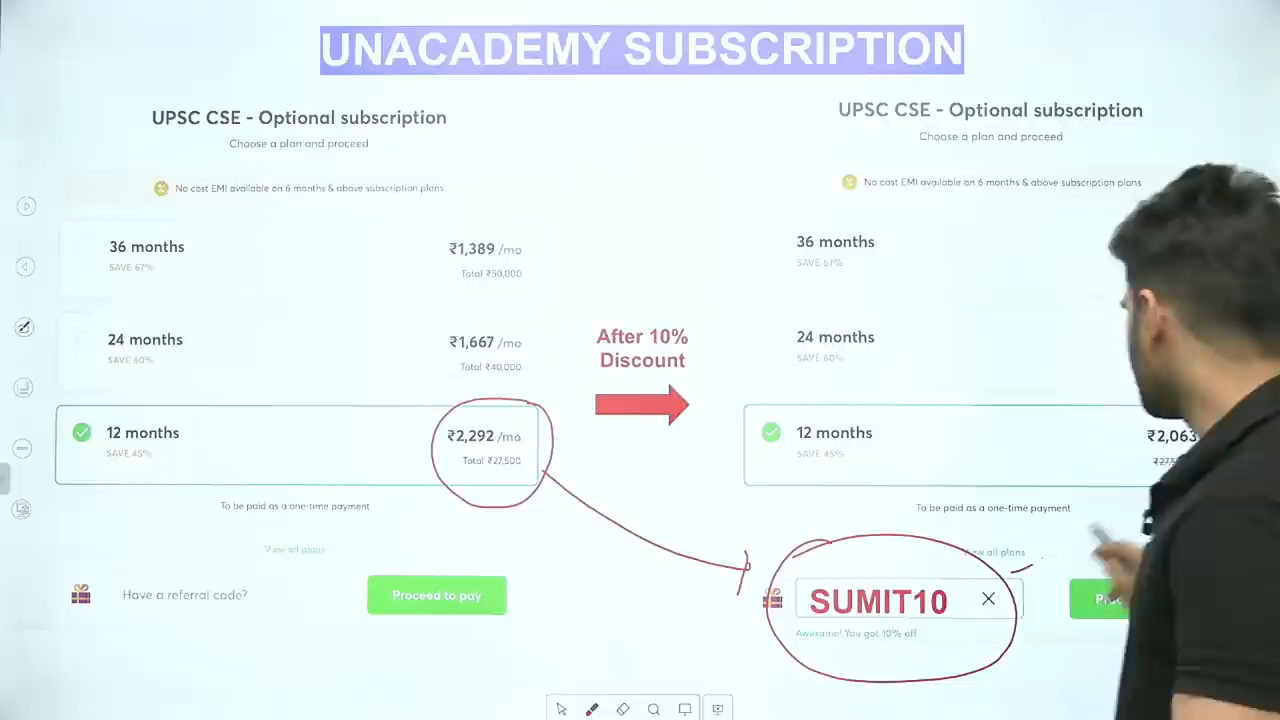 UNACADEMY SUBSCRIPTION
UPSC CSE - Optional subscription
Choose a plan and proceed
No cost EMI available on 6 months & above subscription plans
36 months
SAVE 67%
₹1,389 /mo
Total ₹50,000
24 months
SAVE 60%
₹1,667 /mo
Total ₹40,000
12 months
SAVE 45%
₹2,292 /mo
Total ₹27,500
To be paid as a one-time payment
View all plans
Have a referral code?
Proceed to pay
After 10%
Discount
UPSC CSE - Optional subscription
Choose a plan and proceed
No cost EMI available on 6 months & above subscription plans
36 months
SAVE 67%
24 months
SAVE 60%
12 months
SAVE 45%
₹2,063
To be paid as a one-time payment
View all plans
SUMIT10
Awesome! You got 10% off